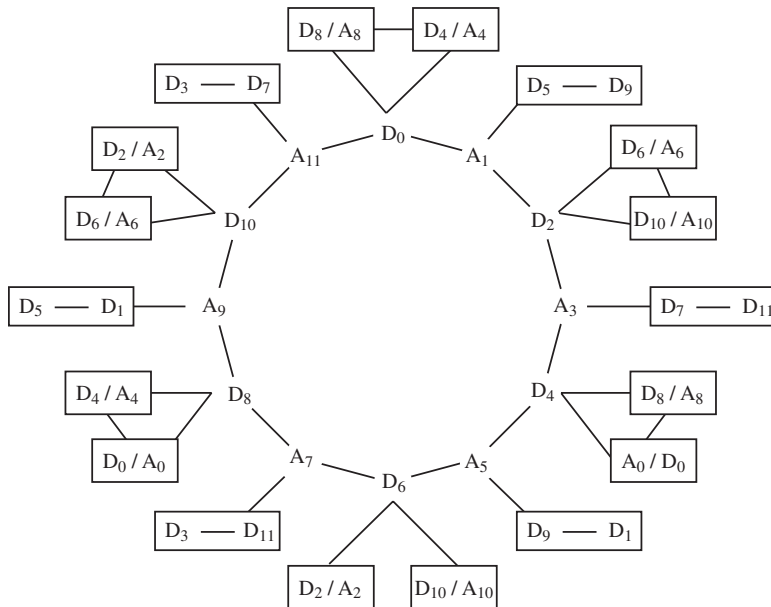 D₈ / A₈ D₄ / A₄
D₃ D₇ D₅ D₉
D₀
A₁₁ A₁
D₂ / A₂ D₆ / A₆
D₆ / A₆ D₁₀ D₂ D₁₀ / A₁₀
D₅ D₁ A₉ A₃ D₇ D₁₁
D₄ / A₄ D₈ D₄ D₈ / A₈
D₀ / A₀ A₀ / D₀
A₇ A₅
D₆
D₃ D₁₁ D₉ D₁
D₂ / A₂ D₁₀ / A₁₀